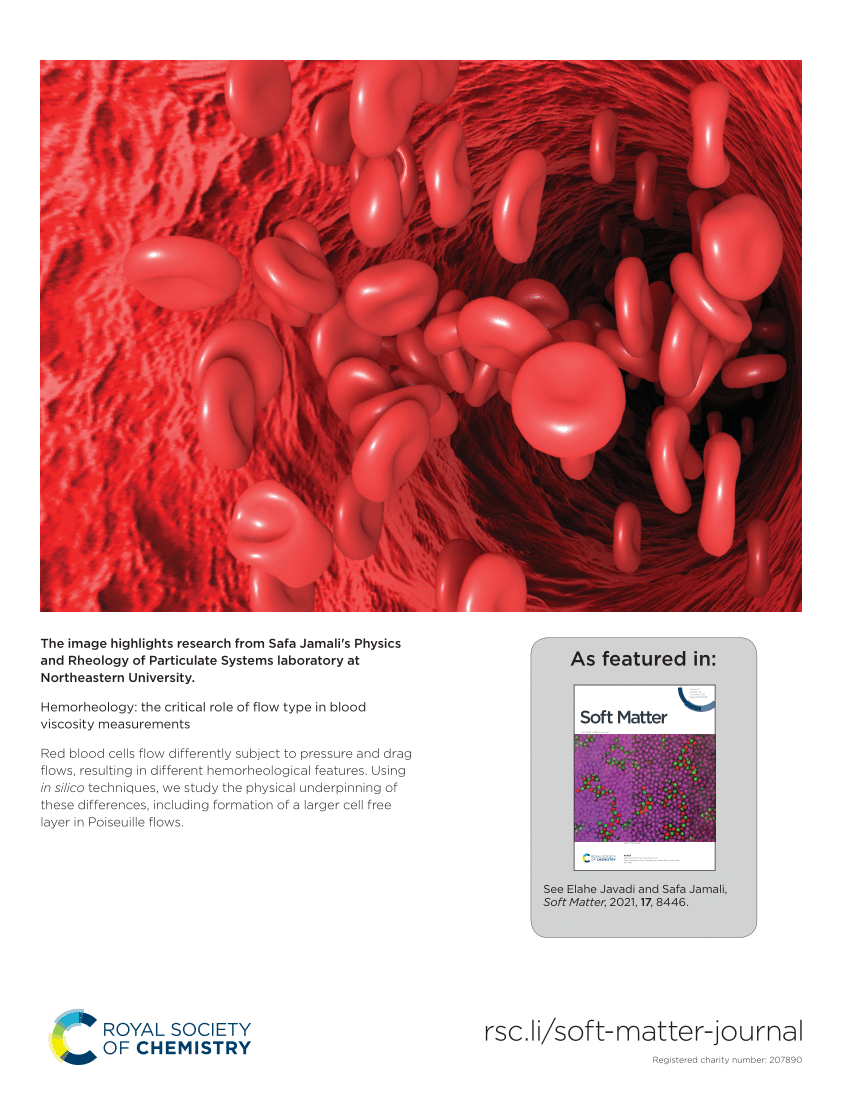 The image highlights research from Safa Jamali's Physics
and Rheology of Particulate Systems laboratory at
Northeastern University.
Hemorheology: the critical role of flow type in blood
viscosity measurements
Red blood cells flow differently subject to pressure and drag
flows, resulting in different hemorheological features. Using
in silico techniques, we study the physical underpinning of
these differences, including formation of a larger cell free
layer in Poiseuille flows.
As featured in:
Soft Matter
ROYAL SOCIETY
OF CHEMISTRY
See Elahe Javadi and Safa Jamali,
Soft Matter, 2021, 17, 8446.
ROYAL SOCIETY
OF CHEMISTRY
rsc.li/soft-matter-journal
Registered charity number: 207890